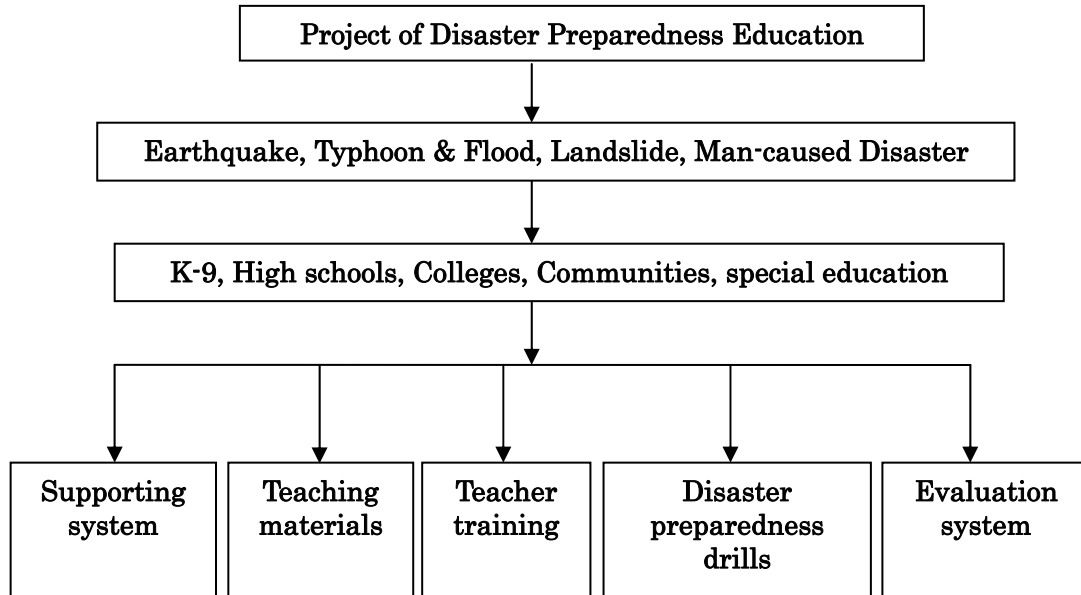 Project of Disaster Preparedness Education
Earthquake, Typhoon & Flood, Landslide, Man-caused Disaster
K-9, High schools, Colleges, Communities, special education
Supporting
system
Teaching
materials
Teacher
training
Disaster
preparedness
drills
Evaluation
system